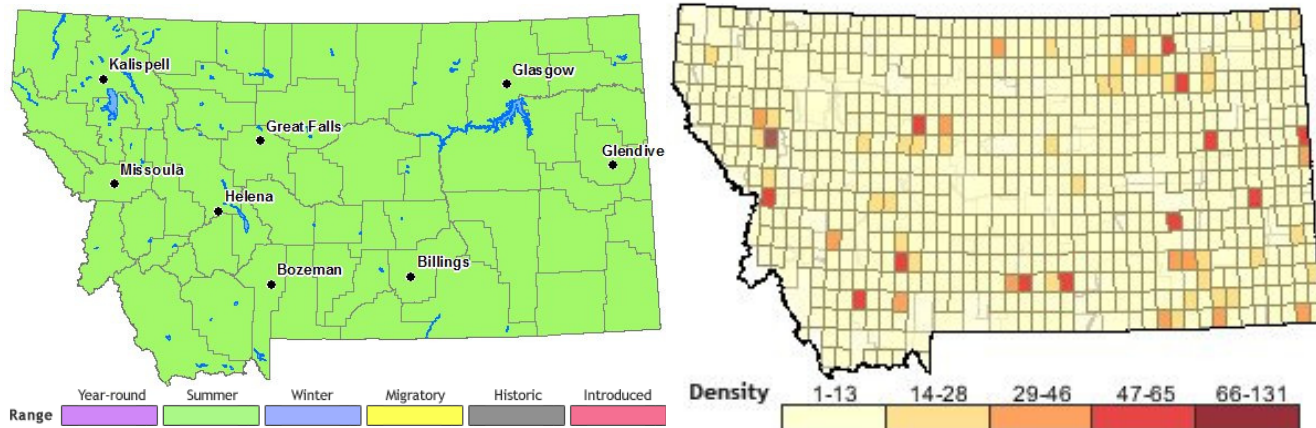 Kalispell
Glasgow
Great Falls
Glendive
Missoula
Helena
Bozeman
Billings
Range
Year-round
Summer
Winter
Migratory
Historic
Introduced
Density
1-13
14-28
29-46
47-65
66-131